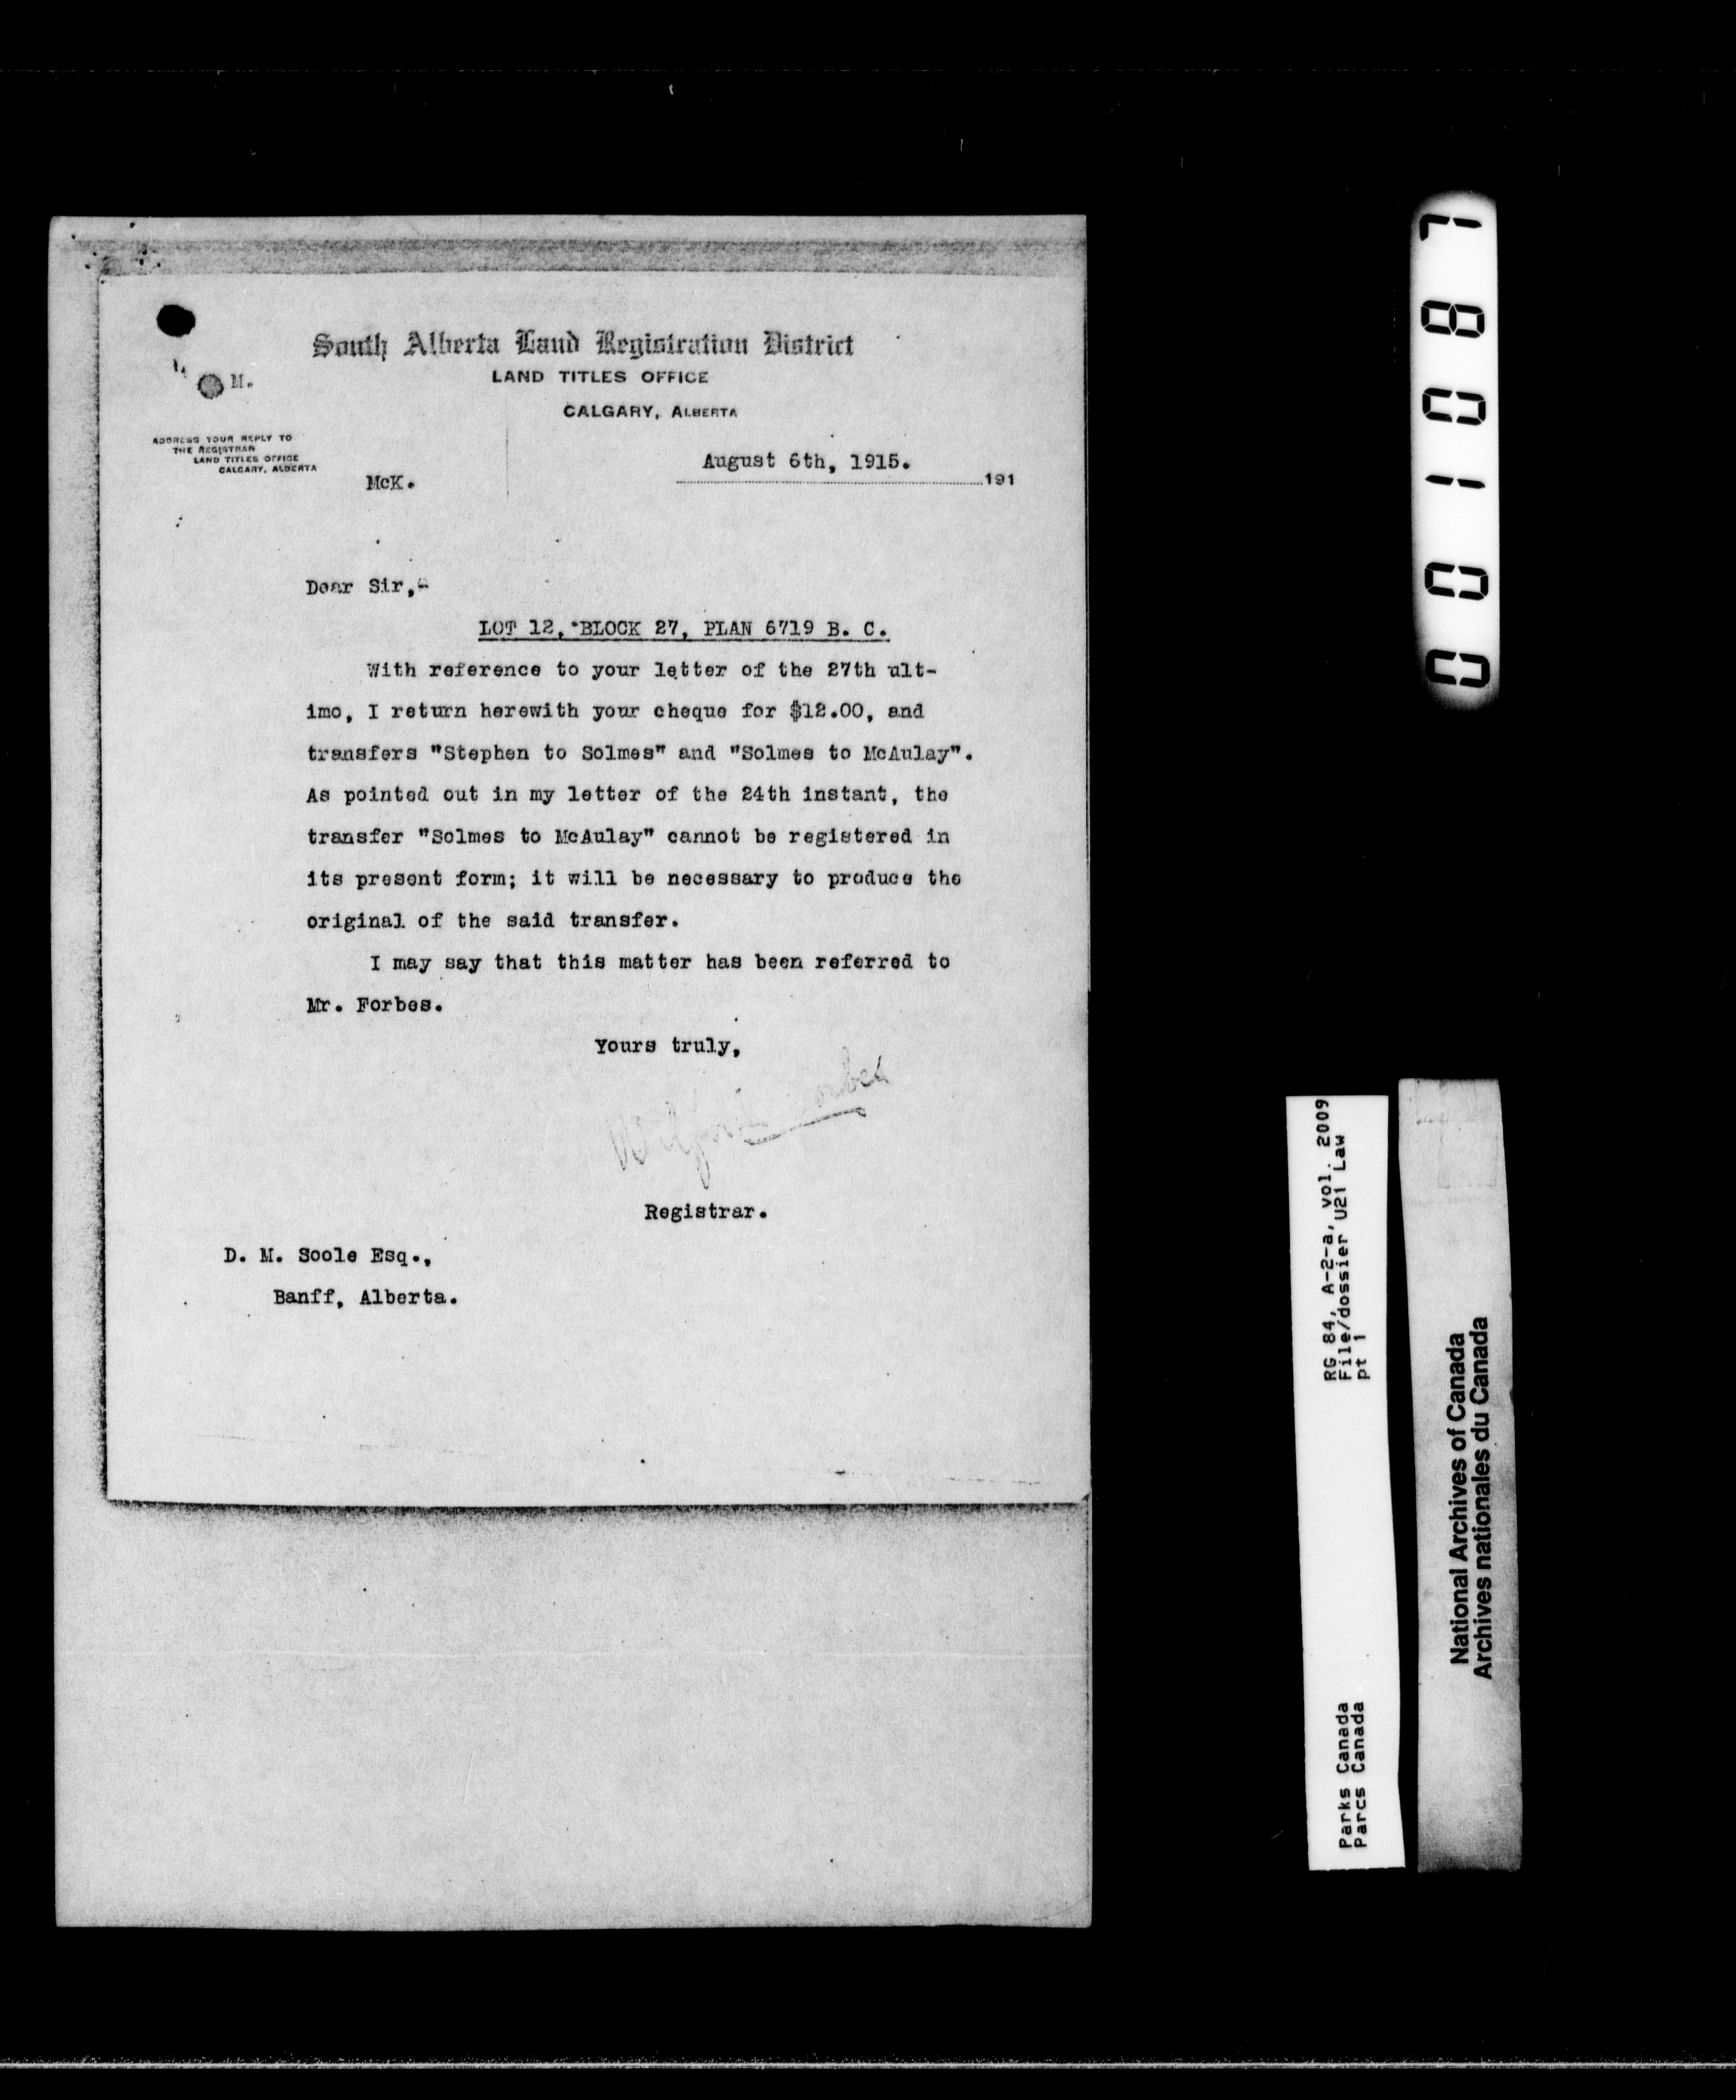 South Alberta Land Registration District
LAND TITLES OFFICE
CALGARY, ALBERTA
M.
ADDRESS YOUR REPLY TO
THE REGISTRAR
LAND TITLES OFFICE
CALGARY, ALBERTA
McK.
August 6th, 1915.
191
Dear Sir,-
LOT 12, BLOCK 27, PLAN 6719 B. C.
With reference to your letter of the 27th ult-
imo, I return herewith your cheque for $12.00, and
transfers "Stephen to Solmes" and "Solmes to McAulay".
As pointed out in my letter of the 24th instant, the
transfer "Solmes to McAulay" cannot be registered in
its present form; it will be necessary to produce the
original of the said transfer.
I may say that this matter has been referred to
Mr. Forbes.
Yours truly,
Registrar.
D. M. Soole Esq.,
Banff, Alberta.
001087
RG 84, A-2-a, vol. 2009
File/dossier U21 Law
pt 1
Parks Canada
Parcs Canada
National Archives of Canada
Archives nationales du Canada